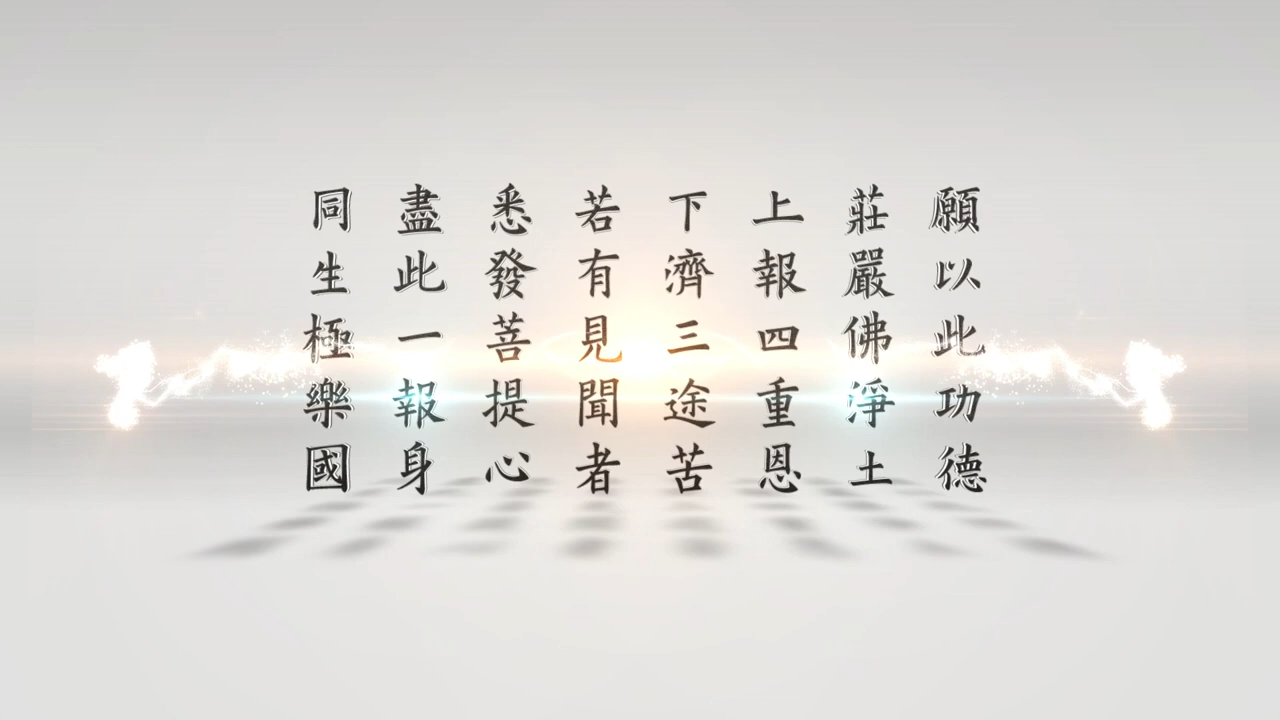 願以此功德
莊嚴佛淨土
上報四重恩
下濟三途苦
若有見聞者
悉發菩提心
盡此一報身
同生極樂國